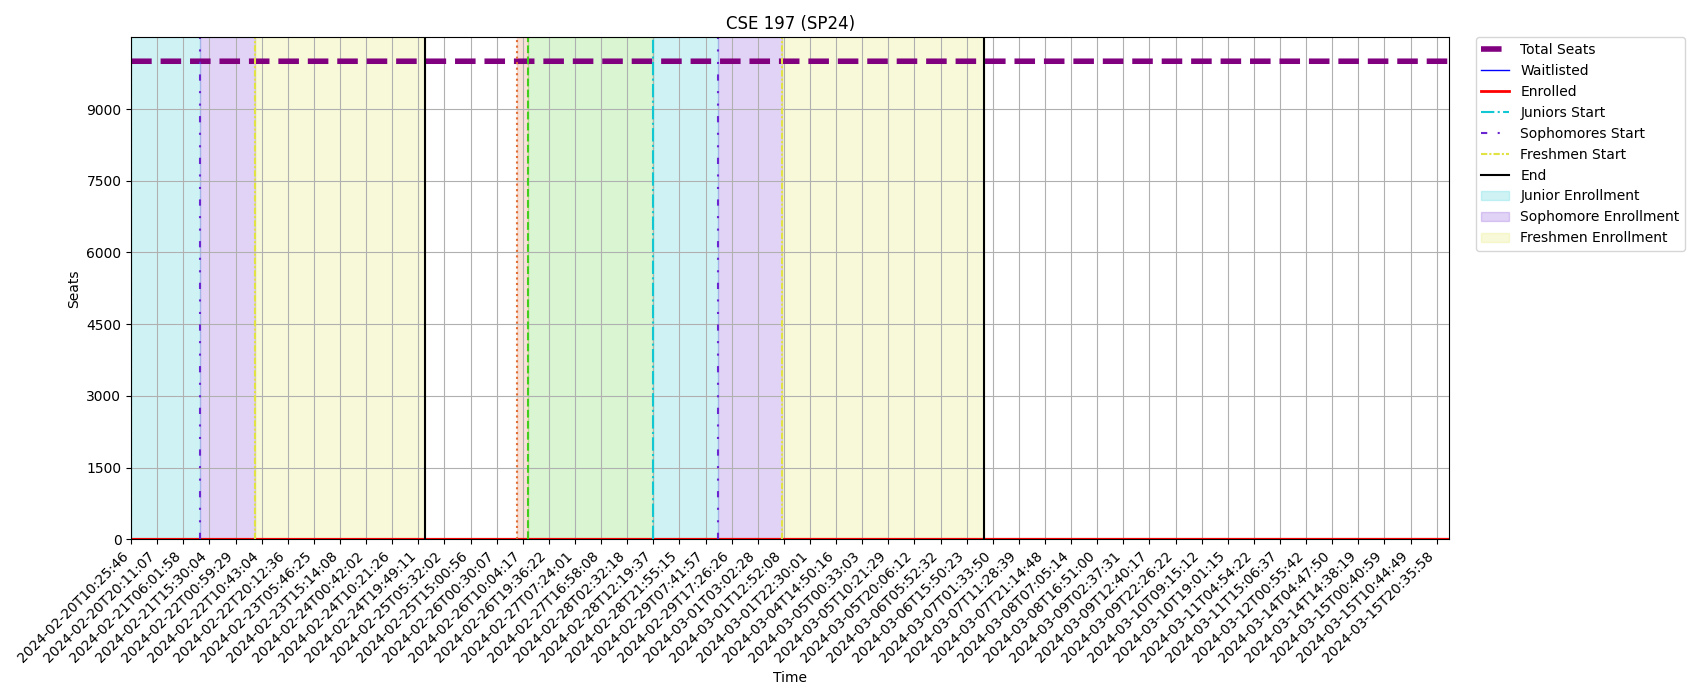 CSE 197 (SP24)
Total Seats
Waitlisted
Enrolled
Juniors Start
Sophomores Start
Freshmen Start
End
Junior Enrollment
Sophomore Enrollment
Freshmen Enrollment
Seats
9000
7500
6000
4500
3000
1500
0
2024-02-20T10:25:46
2024-02-20T20:11:07
2024-02-21T06:01:58
2024-02-21T15:30:04
2024-02-22T00:59:29
2024-02-22T10:43:04
2024-02-22T20:12:36
2024-02-23T05:46:25
2024-02-23T15:14:08
2024-02-24T00:42:02
2024-02-24T10:21:26
2024-02-24T19:49:11
2024-02-25T05:32:02
2024-02-25T15:00:56
2024-02-26T00:30:07
2024-02-26T10:04:17
2024-02-26T19:36:22
2024-02-27T07:24:01
2024-02-27T16:58:08
2024-02-28T02:32:18
2024-02-28T12:19:37
2024-02-28T21:55:15
2024-02-29T07:41:57
2024-02-29T17:26:26
2024-03-01T03:02:28
2024-03-01T12:52:08
2024-03-01T22:30:01
2024-03-04T14:50:16
2024-03-05T00:33:03
2024-03-05T10:21:29
2024-03-05T20:06:12
2024-03-06T05:52:32
2024-03-06T15:50:23
2024-03-07T01:33:50
2024-03-07T11:28:39
2024-03-07T21:14:48
2024-03-08T07:05:14
2024-03-08T16:51:00
2024-03-09T02:37:31
2024-03-09T12:40:17
2024-03-09T22:26:22
2024-03-10T09:15:12
2024-03-10T19:01:15
2024-03-11T04:54:22
2024-03-11T15:06:37
2024-03-12T00:55:42
2024-03-14T04:47:50
2024-03-14T14:38:19
2024-03-15T00:40:59
2024-03-15T10:44:49
2024-03-15T20:35:58
Time